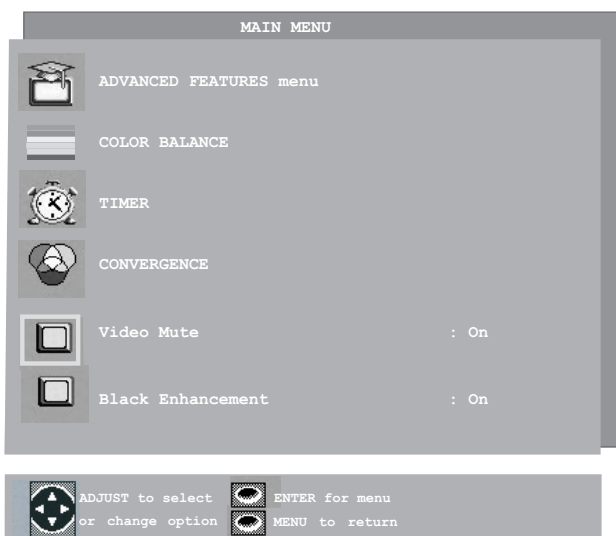 MAIN MENU
ADVANCED FEATURES menu
COLOR BALANCE
TIMER
CONVERGENCE
Video Mute : On
Black Enhancement : On
ADJUST to select ENTER for menu
or change option MENU to return